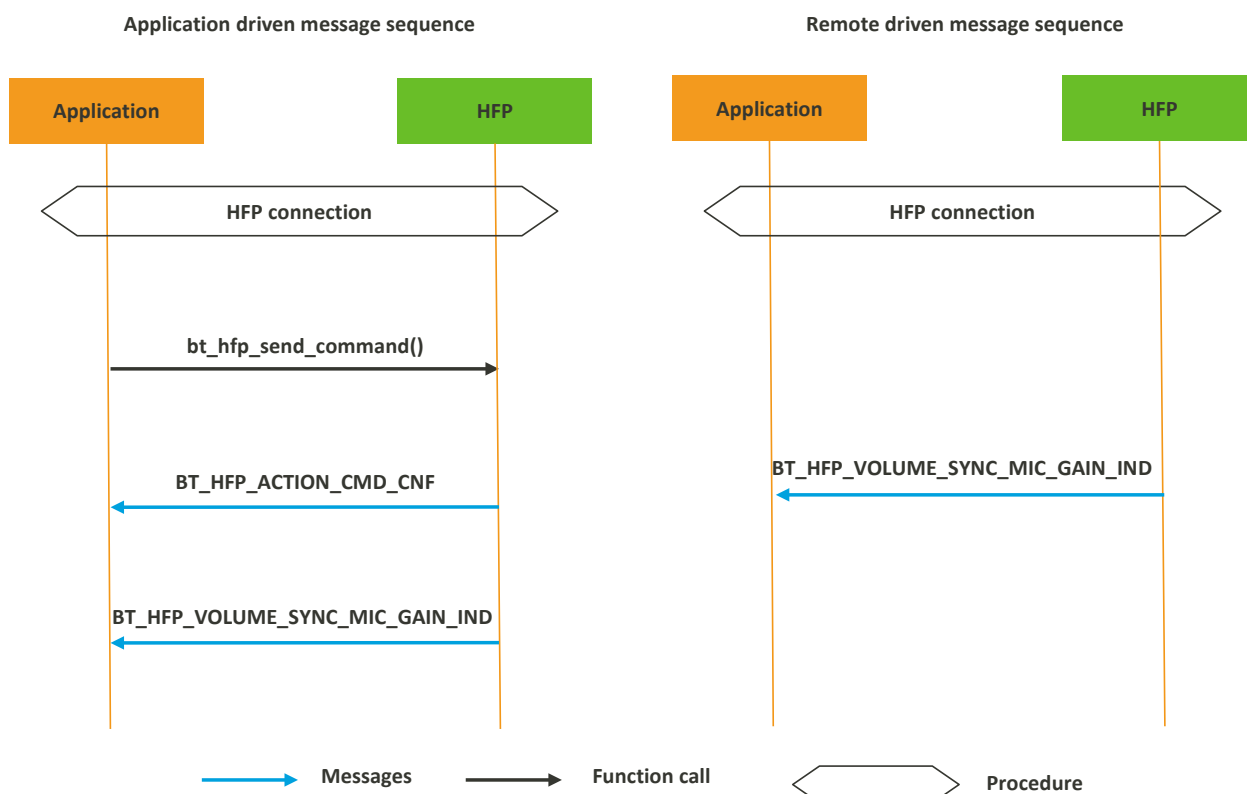 Application driven message sequence
Remote driven message sequence
Application
HFP
Application
HFP
HFP connection
HFP connection
bt_hfp_send_command()
BT_HFP_VOLUME_SYNC_MIC_GAIN_IND
BT_HFP_ACTION_CMD_CNF
BT_HFP_VOLUME_SYNC_MIC_GAIN_IND
Messages
Function call
Procedure